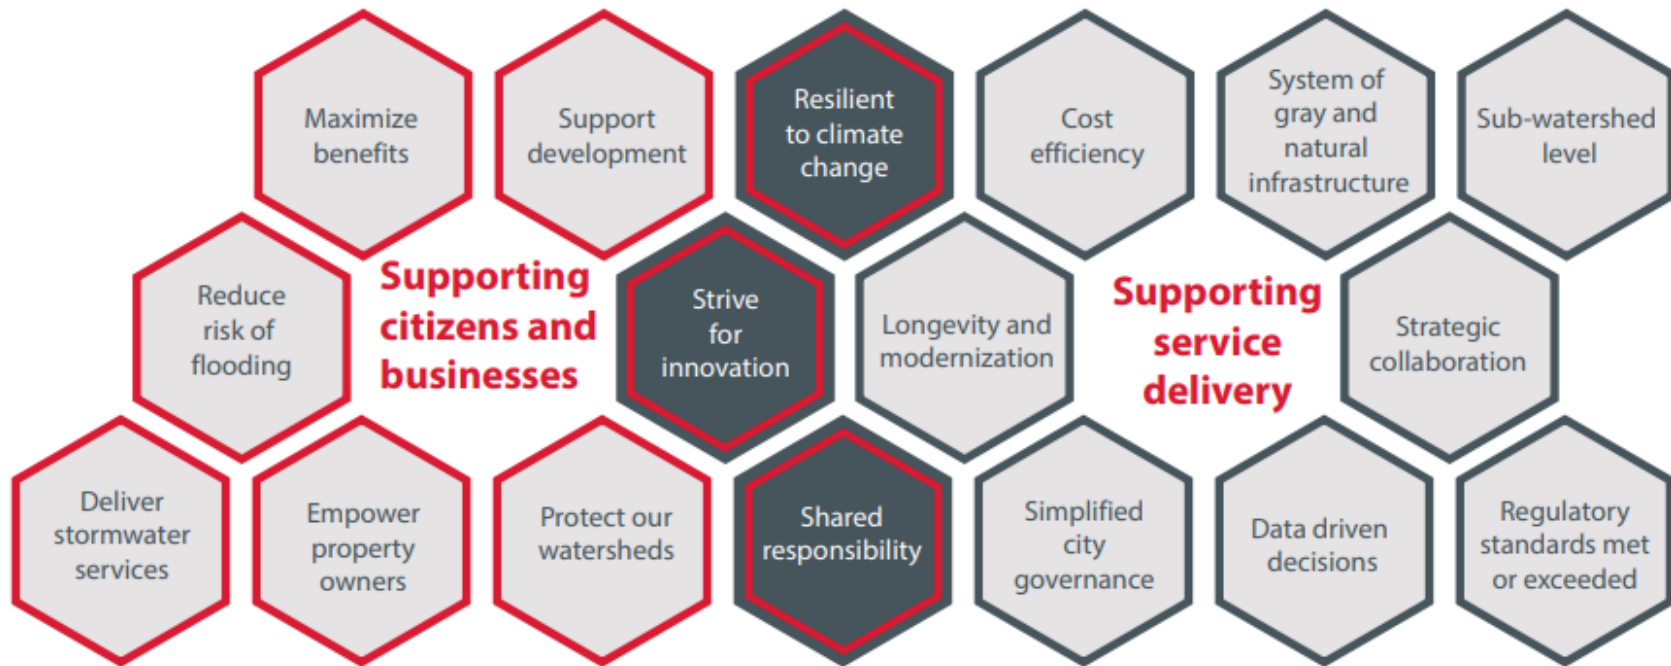 Maximize
benefits
Support
development
Resilient
to climate
change
Cost
efficiency
System of
gray and
natural
infrastructure
Sub-watershed
level
Reduce
risk of
flooding
Supporting
citizens and
businesses
Strive
for
innovation
Longevity and
modernization
Supporting
service
delivery
Strategic
collaboration
Deliver
stormwater
services
Empower
property
owners
Protect our
watersheds
Shared
responsibility
Simplified
city
governance
Data driven
decisions
Regulatory
standards met
or exceeded